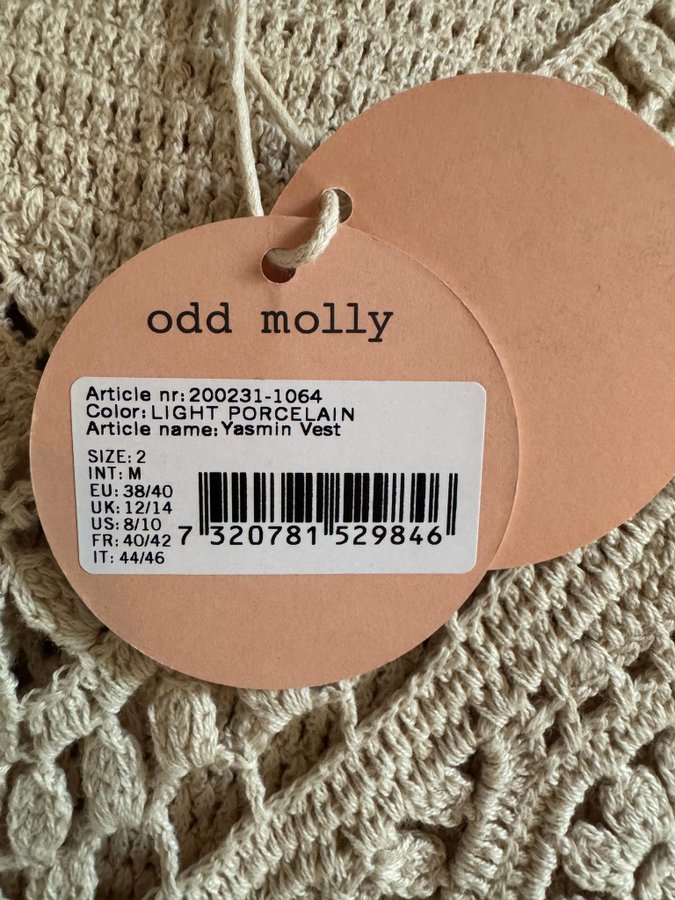 odd molly
Article nr: 200231-1064
Color: LIGHT PORCELAIN
Article name: Yasmin Vest
SIZE: 2
INT: M
EU: 38/40
UK: 12/14
US: 8/10
FR: 40/42
IT: 44/46
7 320781 529846